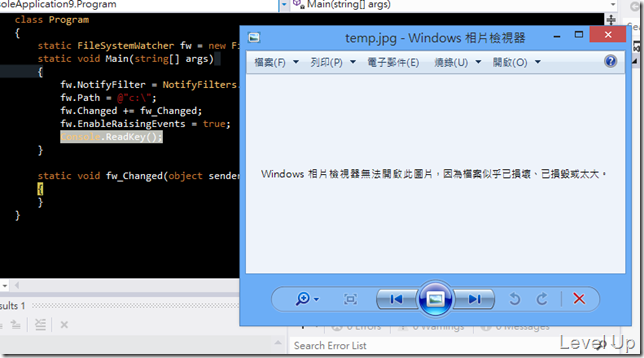 soleApplication9.Program
Main(string[] args)
class Program
{
static FileSystemWatcher fw = new F
static void Main(string[] args)
{
fw.NotifyFilter = NotifyFilters.
fw.Path = @"c:\";
fw.Changed += fw_Changed;
fw.EnableRaisingEvents = true;
Console.ReadKey();
}
static void fw_Changed(object sender
{
}
}
temp.jpg - Windows 相片檢視器
檔案(F) 列印(P) 電子郵件(E) 燒錄(U) 開啟(O)
Windows 相片檢視器無法開啟此圖片，因為檔案似乎已損壞、已損毀或太大。
sults 1
0 Errors 0 Warnings 0 Messages
Search Error List
Level Up